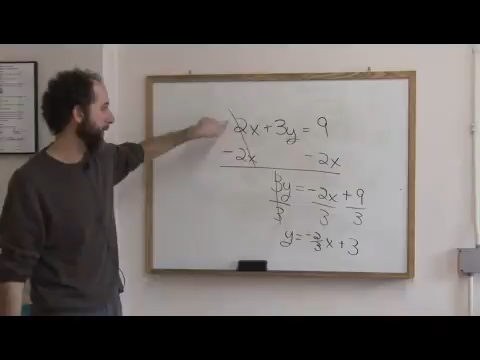 2x + 3y = 9
- 2x - 2x
3y = -2x + 9
3 3 3
y = -2/3 x + 3